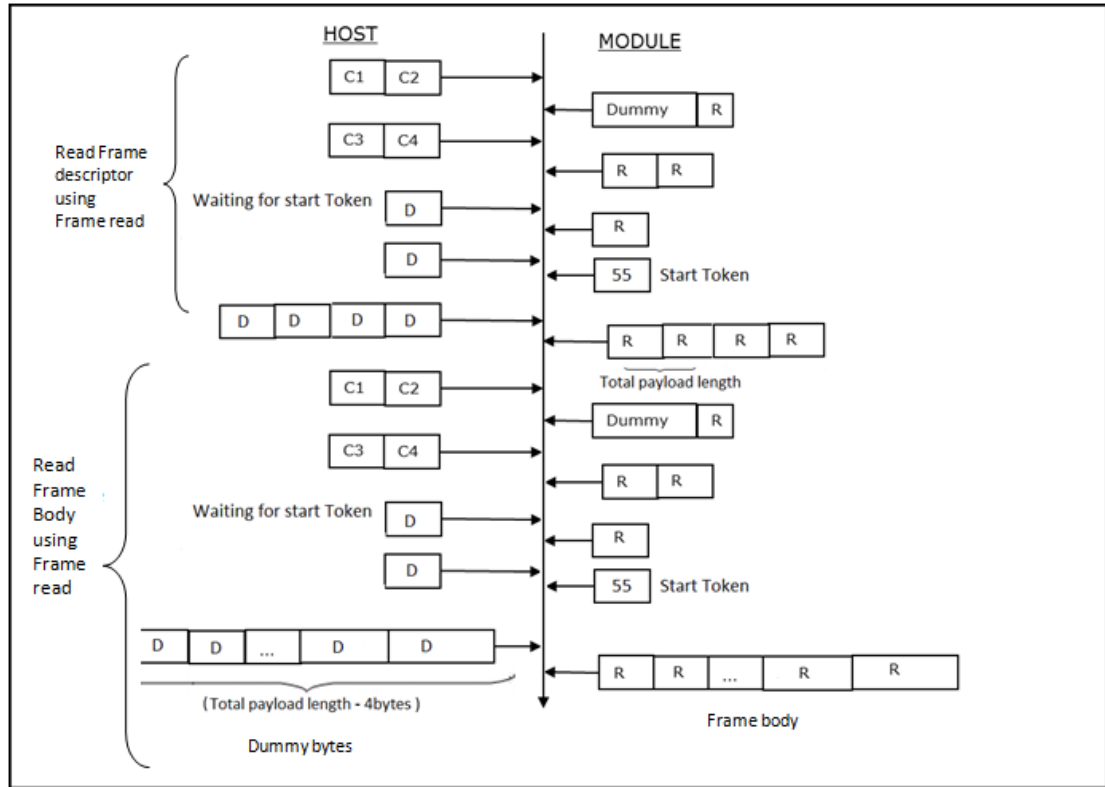 HOST
MODULE
C1 C2
Dummy R
C3 C4
R R
Read Frame
descriptor
using
Frame read
Waiting for start Token
D
R
D
55 Start Token
D D D D
R R R R
Total payload length
C1 C2
Dummy R
C3 C4
R R
Read
Frame
Body
using
Frame
read
Waiting for start Token
D
R
D
55 Start Token
D D ... D D
R R ... R R
(Total payload length - 4bytes )
Frame body
Dummy bytes